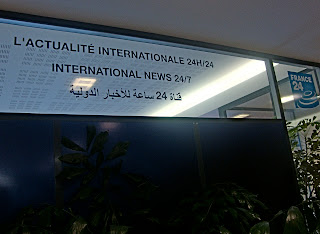 L'ACTUALITÉ INTERNATIONALE 24H/24
INTERNATIONAL NEWS 24/7
قناة 24 ساعة للأخبار الدولية
FRANCE
24